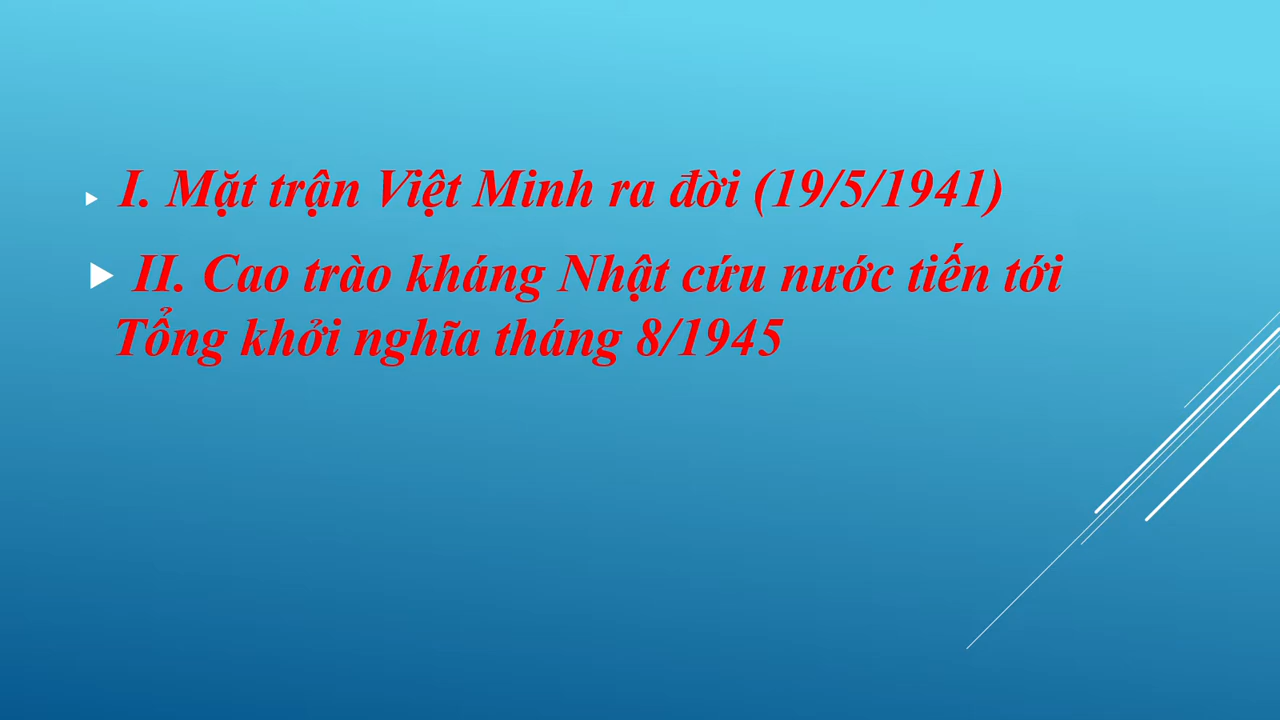 I. Mặt trận Việt Minh ra đời (19/5/1941)
II. Cao trào kháng Nhật cứu nước tiến tới
Tổng khởi nghĩa tháng 8/1945